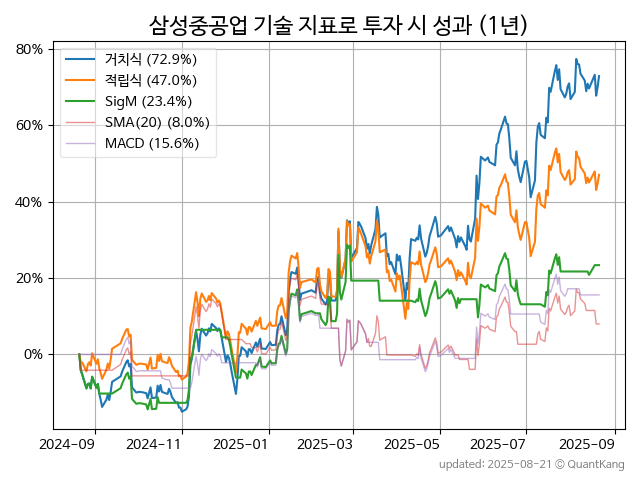 삼성중공업 기술 지표로 투자 시 성과 (1년)
80%
60%
40%
20%
0%
거치식 (72.9%)
적립식 (47.0%)
SigM (23.4%)
SMA(20) (8.0%)
MACD (15.6%)
2024-09 2024-11 2025-01 2025-03 2025-05 2025-07 2025-09
updated: 2025-08-21 © QuantKang